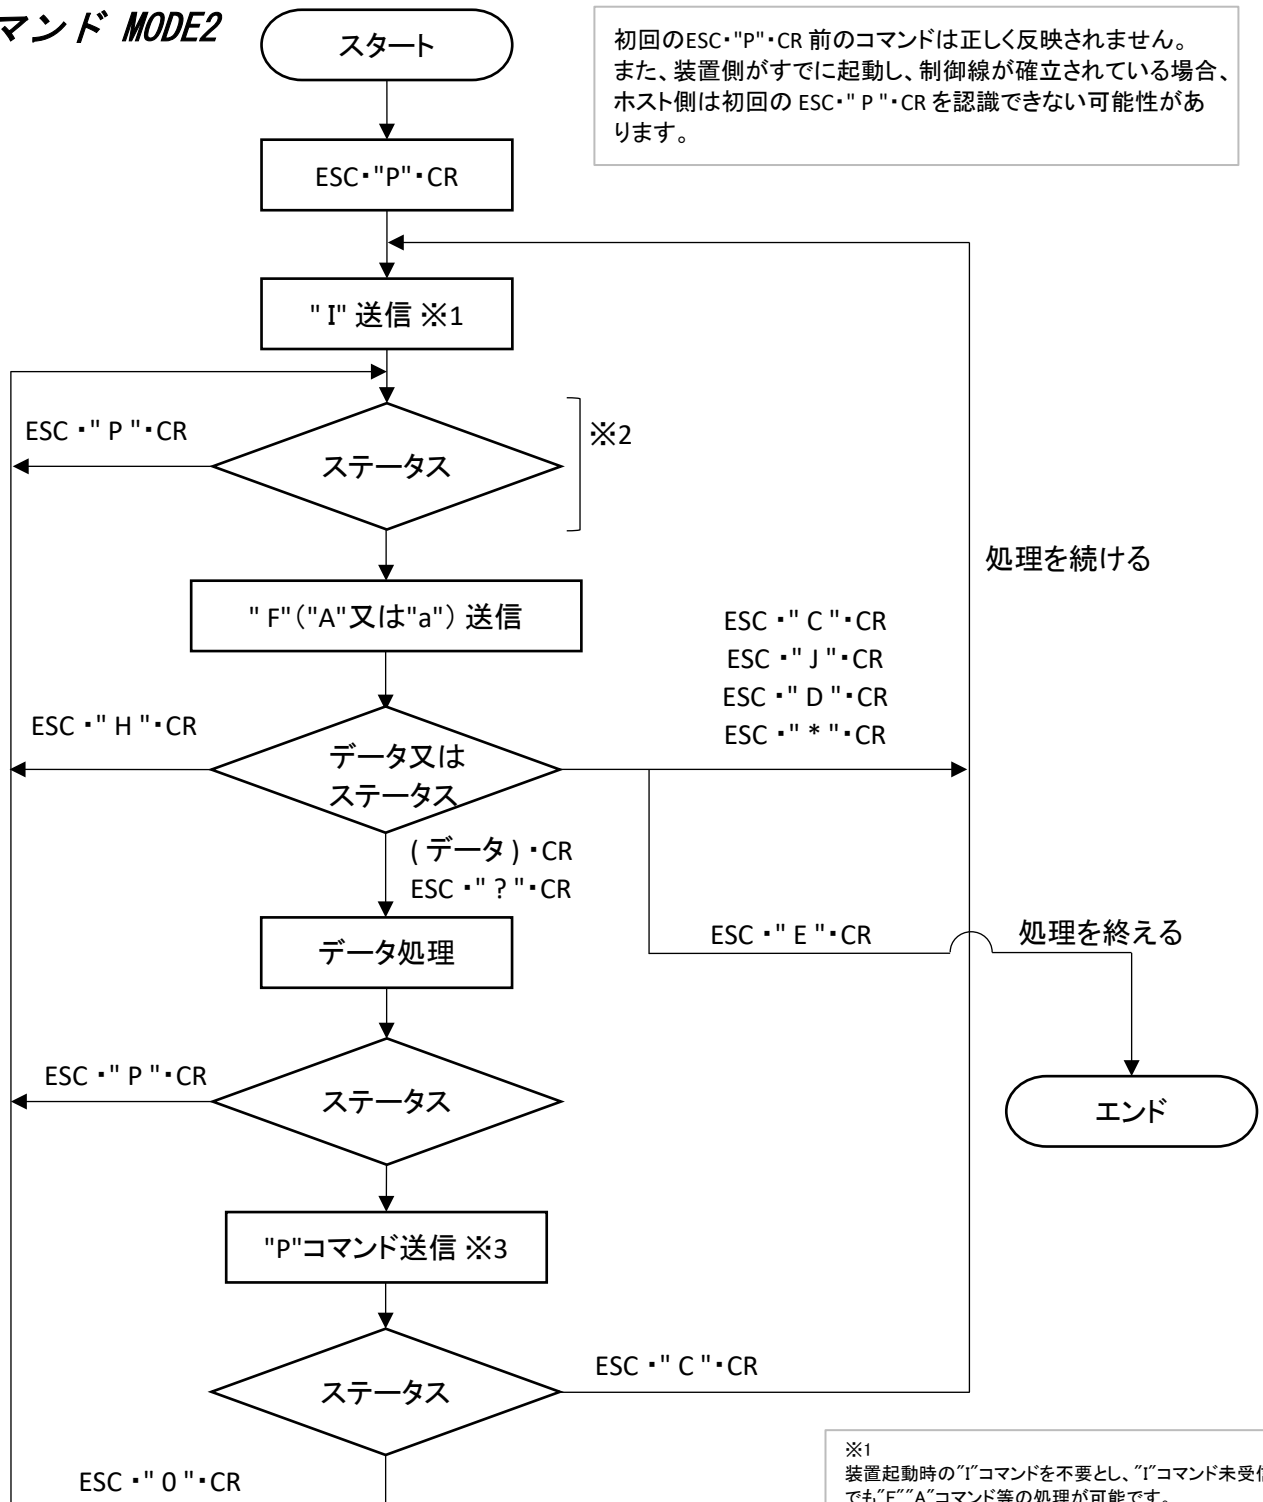 マンド MODE2
スタート
初回のESC・"P"・CR 前のコマンドは正しく反映されません。
また、装置側がすでに起動し、制御線が確立されている場合、
ホスト側は初回の ESC・" P "・CR を認識できない可能性があ
ります。
ESC・"P"・CR
" I" 送信 ※1
ESC ・" P "・CR
※2
ステータス
処理を続ける
" F"("A"又は"a") 送信
ESC ・" C "・CR
ESC ・" J "・CR
ESC ・" D "・CR
ESC ・" * "・CR
ESC ・" H "・CR
データ又は
ステータス
( データ ) ・CR
ESC ・" ? "・CR
データ処理
ESC ・" E "・CR
処理を終える
ESC ・" P "・CR
ステータス
エンド
"P"コマンド送信 ※3
ESC ・" C "・CR
ステータス
ESC ・" 0 "・CR
※1
装置起動時の"I"コマンドを不要とし、"I"コマンド未受信
でも"F""A"コマンド等の処理が可能です。